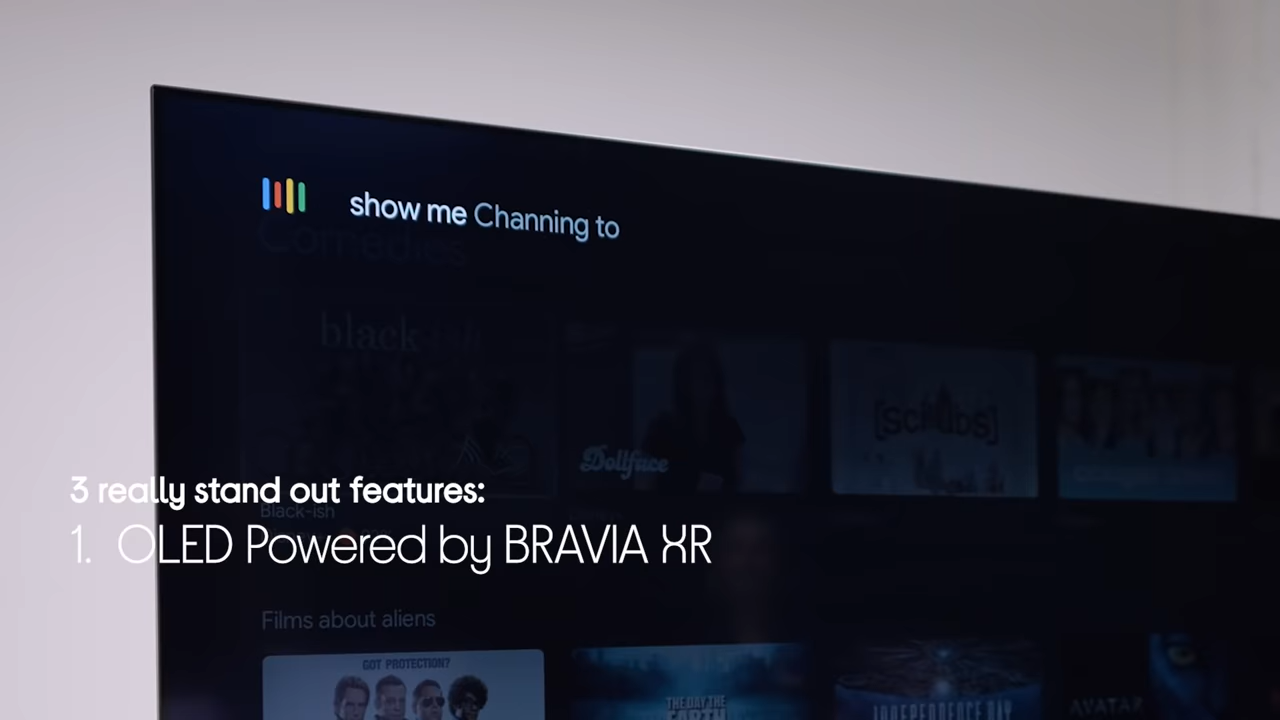 show me Channing to
Comedies
black-ish
[Scrubs]
Dollface
3 really stand out features:
Black-ish
1. OLED Powered by BRAVIA XR
Films about aliens
GOT PROTECTION?
THE DAY THE
EARTH
INDEPENDENCE DAY
AVATAR